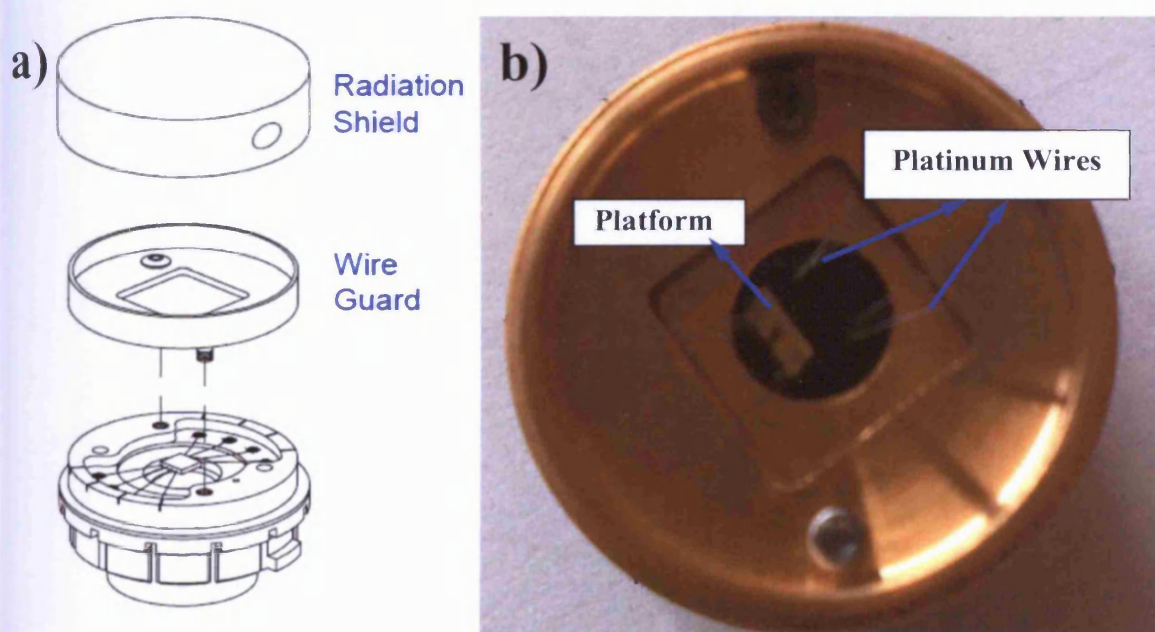 a)
Radiation
Shield
Wire
Guard
b)
Platinum Wires
Platform